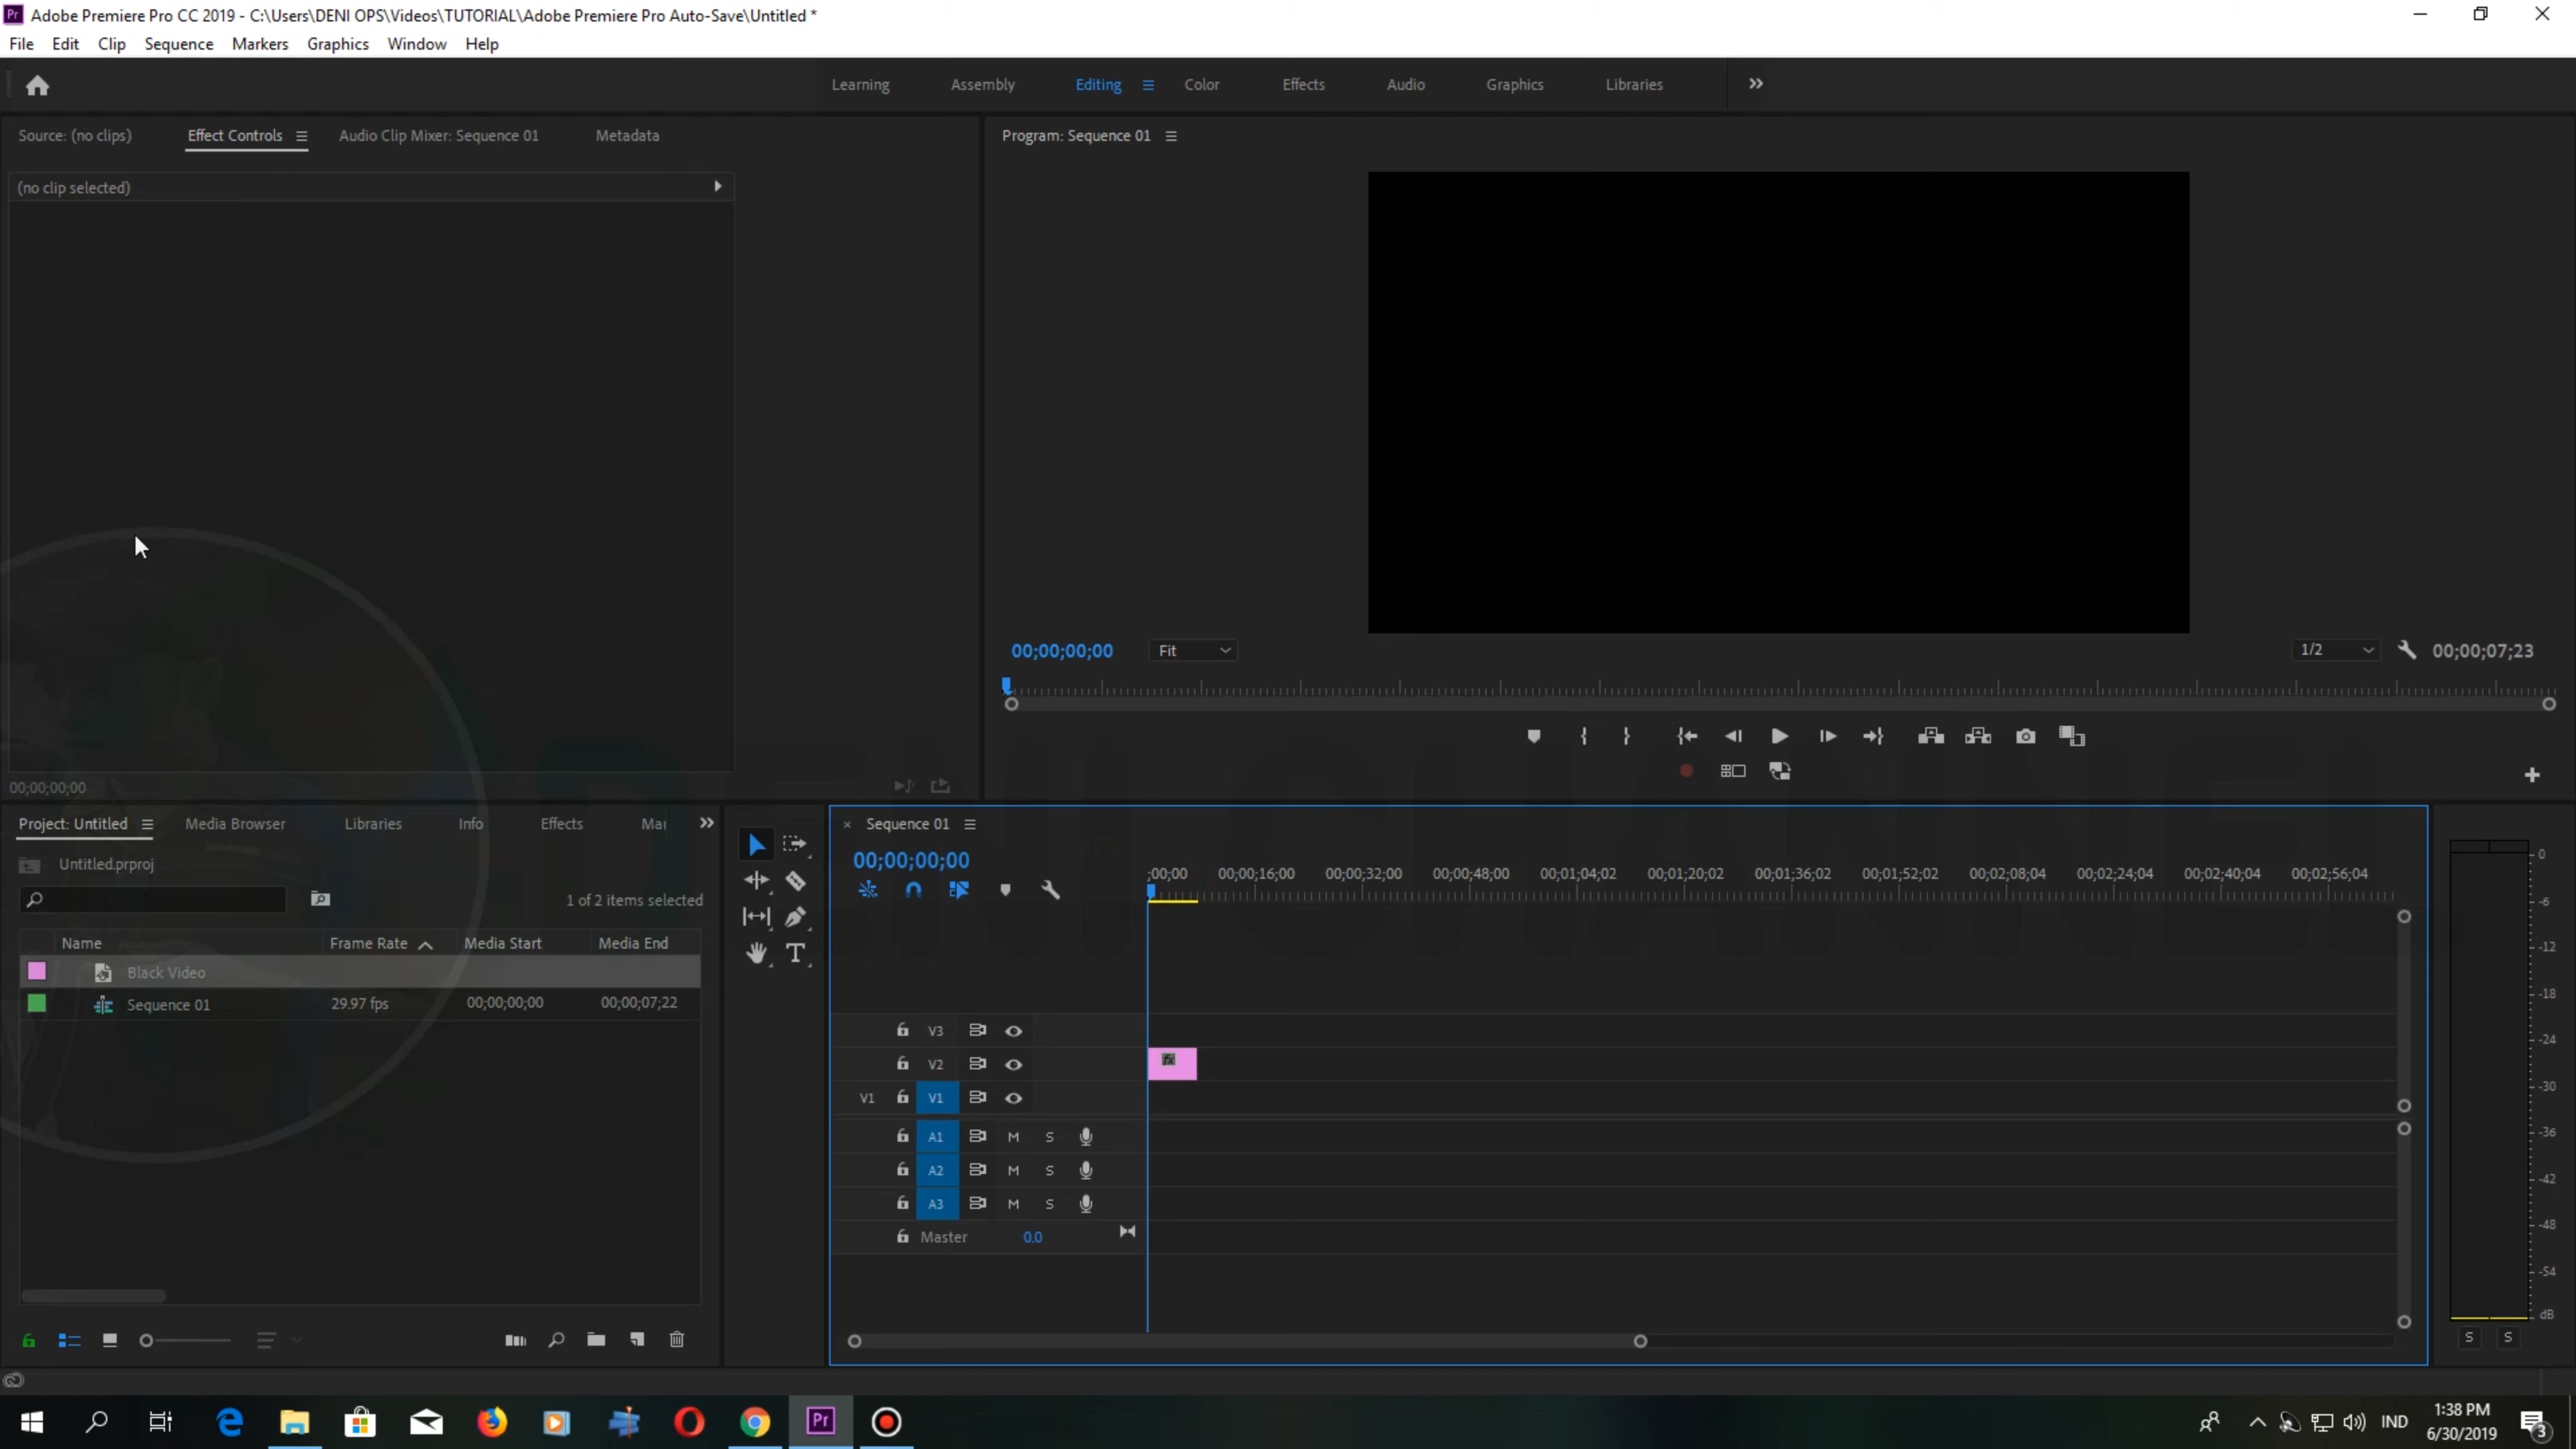 Pr Adobe Premiere Pro CC 2019 - C:\Users\DENI OPS\Videos\TUTORIAL\Adobe Premiere Pro Auto-Save\Untitled *
File Edit Clip Sequence Markers Graphics Window Help
Learning Assembly Editing Color Effects Audio Graphics Libraries
Source: (no clips) Effect Controls Audio Clip Mixer: Sequence 01 Metadata
Program: Sequence 01
(no clip selected)
00;00;00;00 Fit 1/2 00;00;07;23
00;00;00;00
Project: Untitled Media Browser Libraries Info Effects Mai
Untitled.prproj
1 of 2 items selected
Name Frame Rate Media Start Media End
Black Video
Sequence 01 29.97 fps 00;00;00;00 00;00;07;22
T
× Sequence 01
00;00;00;00
;00;00 00;00;16;00 00;00;32;00 00;00;48;00 00;01;04;02 00;01;20;02 00;01;36;02 00;01;52;02 00;02;08;04 00;02;24;04 00;02;40;04 00;02;56;04
V3
V2 fx
V1 V1
A1 M S
A2 M S
A3 M S
Master 0.0
0
-6
-12
-18
-24
-30
-36
-42
-48
-54
dB
S S
Pr
IND
1:38 PM
6/30/2019
3